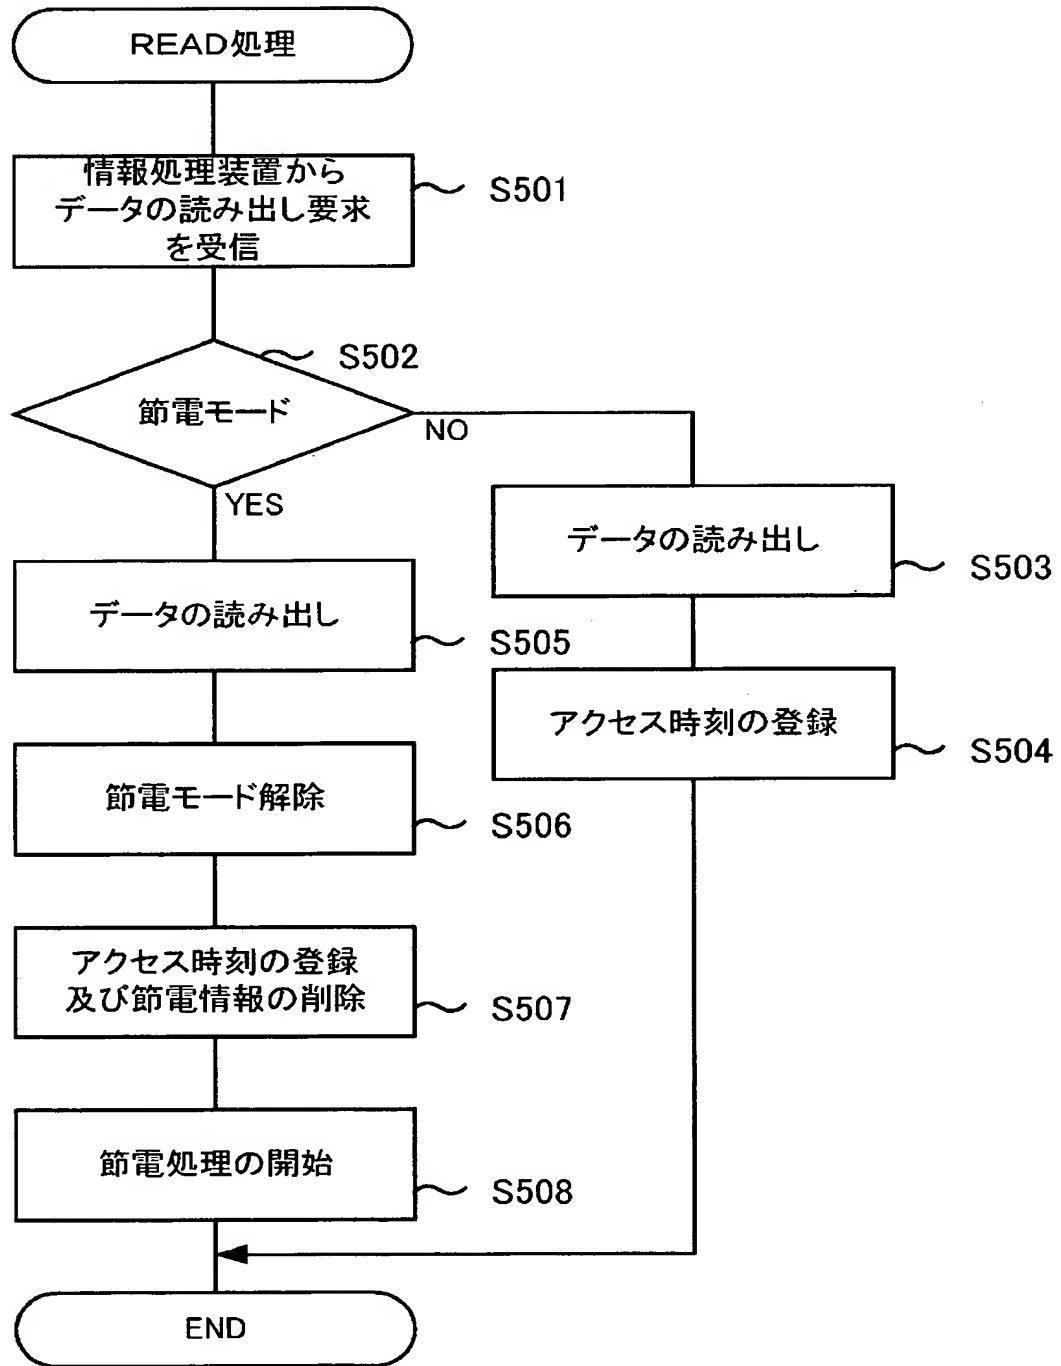 READ処理
情報処理装置から
データの読み出し要求
を受信
S501
S502
節電モード
NO
YES
データの読み出し
S503
データの読み出し
S505
アクセス時刻の登録
S504
節電モード解除
S506
アクセス時刻の登録
及び節電情報の削除
S507
節電処理の開始
S508
END